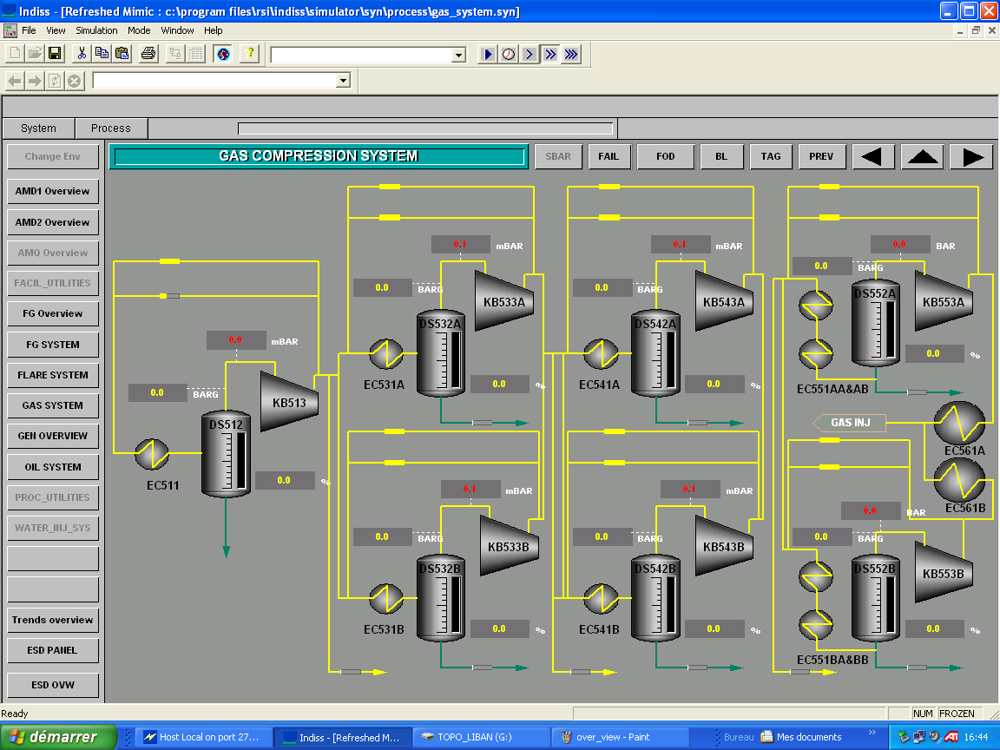 Indiss - [Refreshed Mimic : c:\program files\rsi\indiss\simulator\syn\process\gas_system.syn]
File View Simulation Mode Window Help
System Process
Change Env
GAS COMPRESSION SYSTEM
SBAR FAIL FOD BL TAG PREV
AMD1 Overview
AMD2 Overview
AMQ Overview
FACIL_UTILITIES
FG Overview
FG SYSTEM
FLARE SYSTEM
GAS SYSTEM
GEN OVERVIEW
OIL SYSTEM
PROC_UTILITIES
WATER_INJ_SYS
Trends overview
ESD PANEL
ESD OVW
0.0 mBAR
0.0 BARG
KB513
DS512
EC511
0.0 %
0.1 mBAR
0.0 BARG
KB533A
DS532A
EC531A
0.0 %
0.1 mBAR
0.0 BARG
KB533B
DS532B
EC531B
0.0 %
0.1 mBAR
0.0 BARG
KB543A
DS542A
EC541A
0.0 %
0.1 mBAR
0.0 BARG
KB543B
DS542B
EC541B
0.0 %
0.0 BAR
0.0 BARG
DS552A
KB553A
0.0 %
EC551AA&AB
GAS INJ
EC561A
EC561B
0.0 BAR
0.0 BARG
DS552B
KB553B
0.0 %
EC551BA&BB
Ready
NUM FROZEN
démarrer
Host Local on port 27...
Indiss - [Refreshed M...
TOPO_LIBAN (G:)
over_view - Paint
Bureau
»
Mes documents
16:44